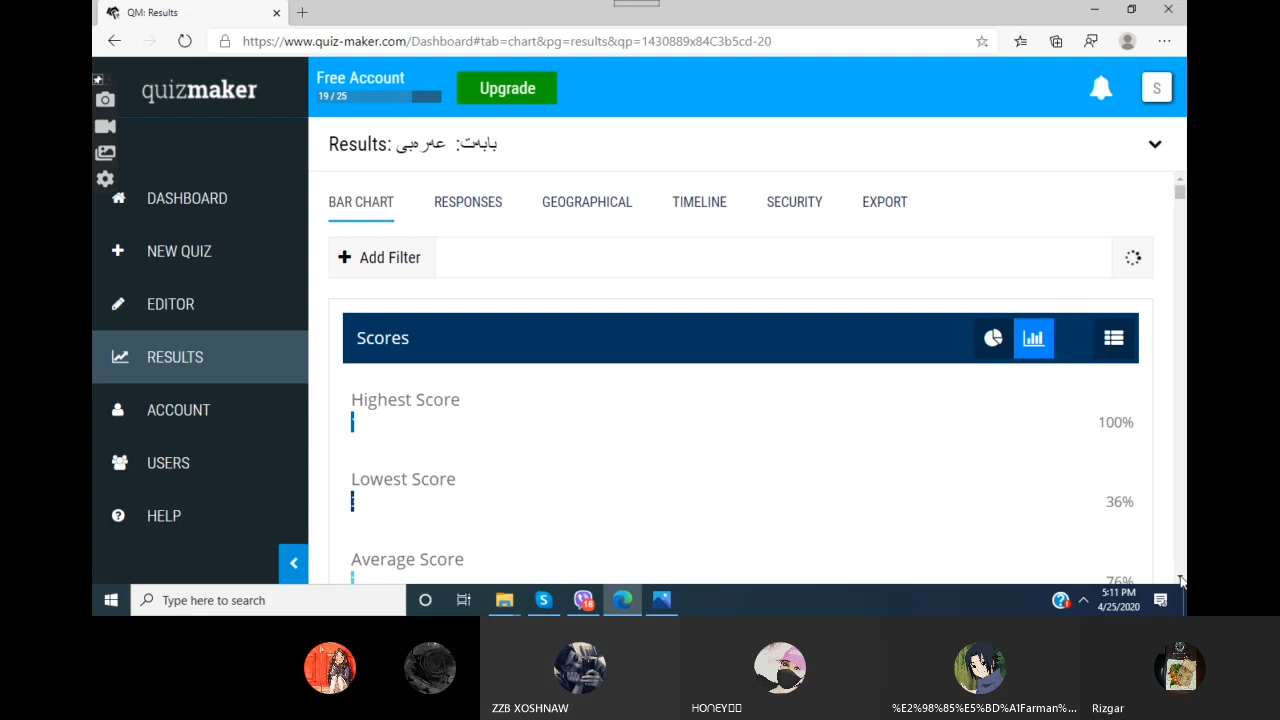 QM: Results
https://www.quiz-maker.com/Dashboard#tab=chart&pg=results&qp=1430889x84C3b5cd-20
quizmaker
Free Account
19 / 25
Upgrade
S
Results: بابەت: عەرەبی
BAR CHART
RESPONSES
GEOGRAPHICAL
TIMELINE
SECURITY
EXPORT
DASHBOARD
NEW QUIZ
EDITOR
RESULTS
ACCOUNT
USERS
HELP
Add Filter
Scores
Highest Score
100%
Lowest Score
36%
Average Score
76%
Type here to search
18
5:11 PM
4/25/2020
ZZB XOSHNAW
HOՈEY
%E2%98%85%E5%BD%A1Farman%...
Rizgar